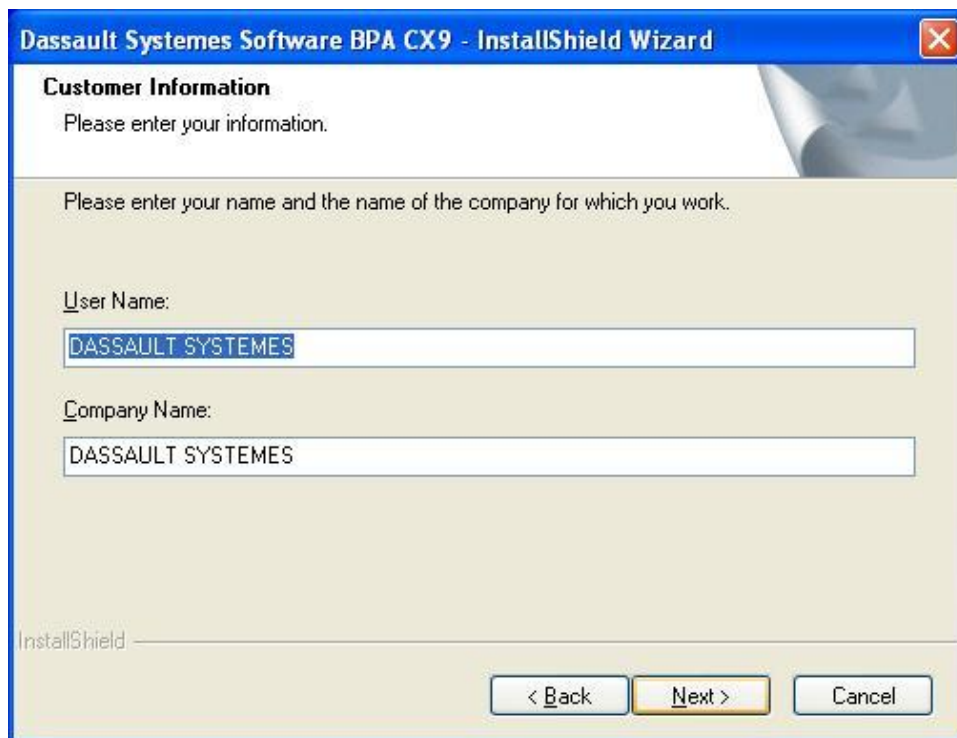 Dassault Systemes Software BPA CX9 - InstallShield Wizard
Customer Information
Please enter your information.
Please enter your name and the name of the company for which you work.
User Name:
DASSAULT SYSTEMES
Company Name:
DASSAULT SYSTEMES
InstallShield
< Back Next > Cancel